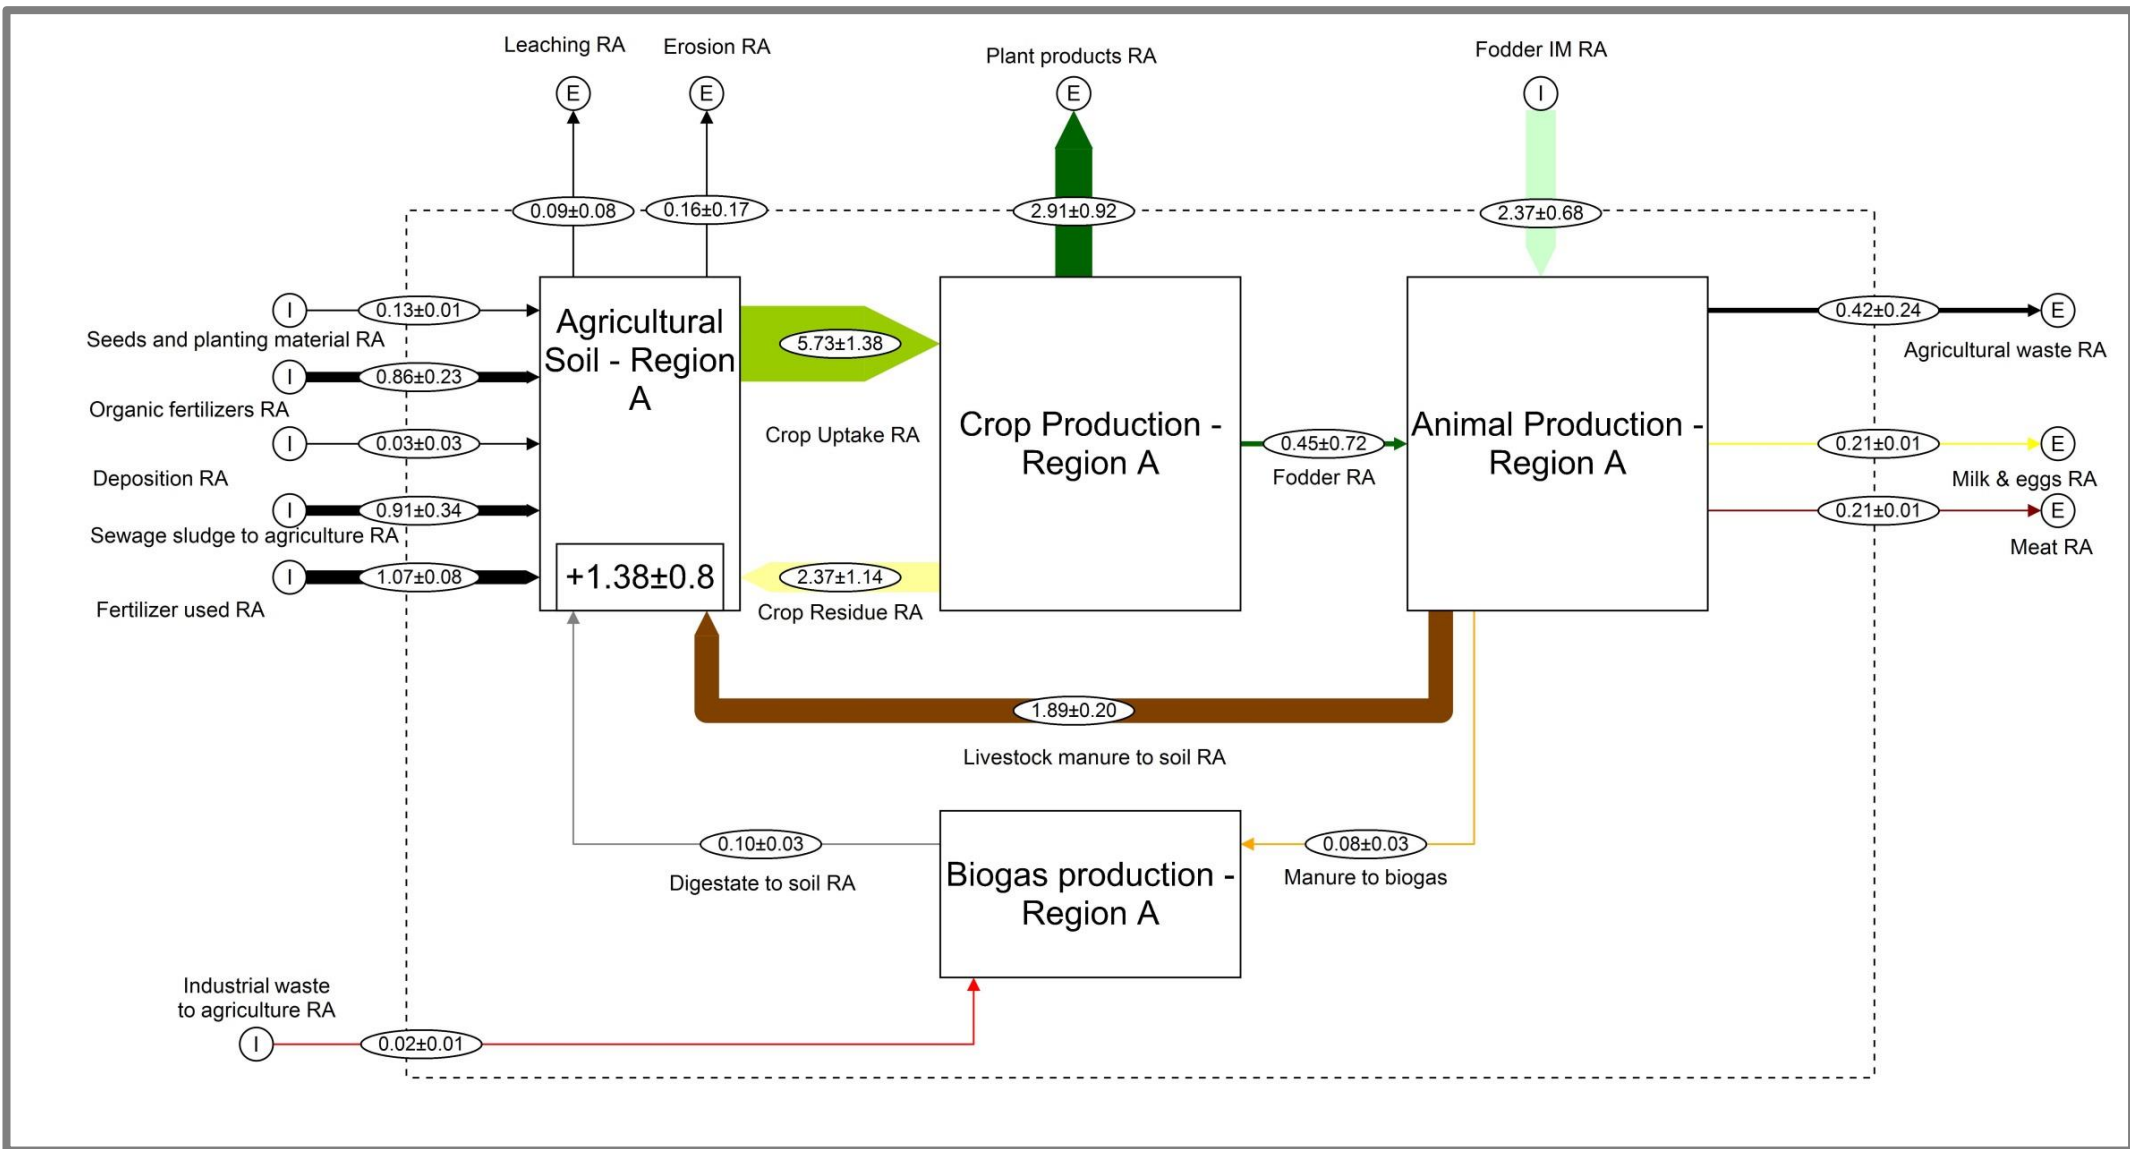 Leaching RA
Erosion RA
Plant products RA
Fodder IM RA
E
E
E
I
0.09±0.08
0.16±0.17
2.91±0.92
2.37±0.68
I
0.13±0.01
Seeds and planting material RA
I
0.86±0.23
Organic fertilizers RA
I
0.03±0.03
Deposition RA
I
0.91±0.34
Sewage sludge to agriculture RA
I
1.07±0.08
Fertilizer used RA
Agricultural
Soil - Region
A
+1.38±0.8
5.73±1.38
Crop Uptake RA
2.37±1.14
Crop Residue RA
Crop Production -
Region A
0.45±0.72
Fodder RA
Animal Production -
Region A
0.42±0.24
E
Agricultural waste RA
0.21±0.01
E
Milk & eggs RA
0.21±0.01
E
Meat RA
1.89±0.20
Livestock manure to soil RA
0.10±0.03
Digestate to soil RA
Biogas production -
Region A
0.08±0.03
Manure to biogas
Industrial waste
to agriculture RA
I
0.02±0.01